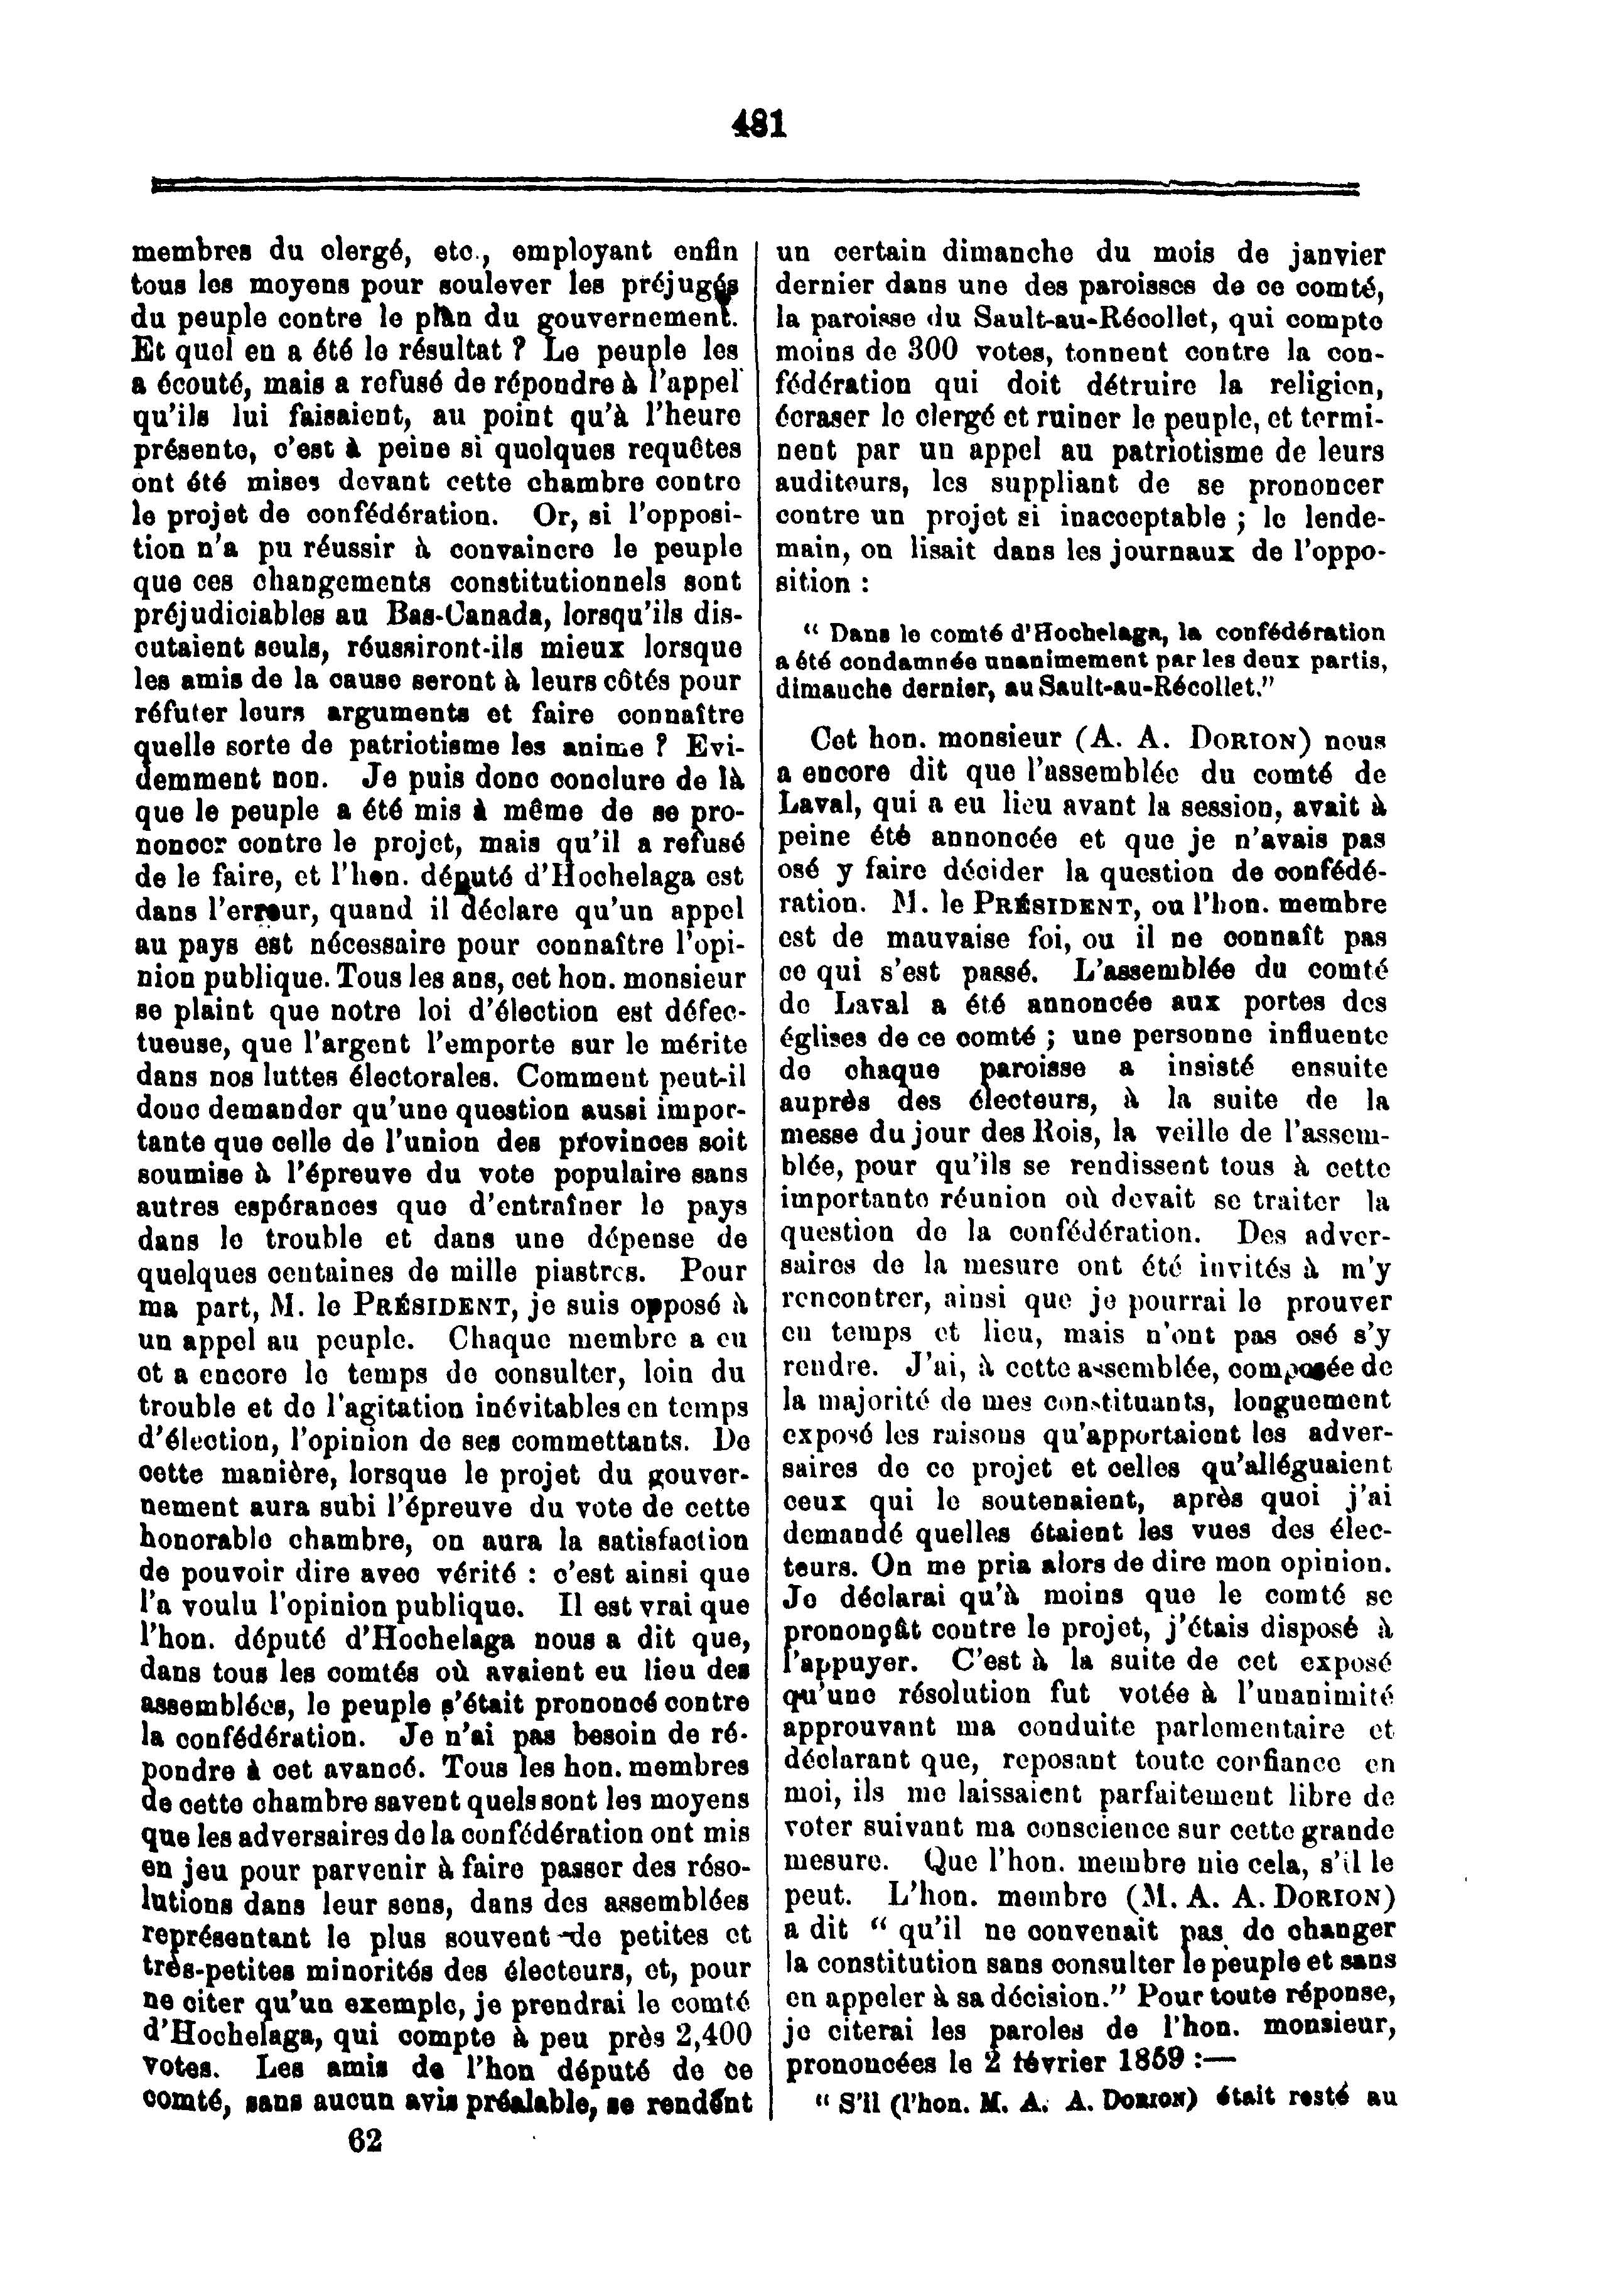 481
membres du clergé, etc., employant enfin
tous les moyens pour soulever les préjugés
du peuple contre le plan du gouvernement.
Et quel en a été le résultat ? Le peuple les
a écouté, mais a refusé de répondre à l'appel
qu'ils lui faisaient, au point qu'à l'heure
présente, c'est à peine si quelques requêtes
ont été mises devant cette chambre contre
le projet de confédération. Or, si l'opposi-
tion n'a pu réussir à convaincre le peuple
que ces changements constitutionnels sont
préjudiciables au Bas-Canada, lorsqu'ils dis-
cutaient seuls, réussiront-ils mieux lorsque
les amis de la cause seront à leurs côtés pour
réfuter leurs arguments et faire connaître
quelle sorte de patriotisme les anime ? Evi-
demment non. Je puis donc conclure de là
que le peuple a été mis à même de se pro-
noncer contre le projet, mais qu'il a refusé
de le faire, et l'hon. député d'Hochelaga est
dans l'erreur, quand il déclare qu'un appel
au pays est nécessaire pour connaître l'opi-
nion publique. Tous les ans, cet hon. monsieur
se plaint que notre loi d'élection est défec-
tueuse, que l'argent l'emporte sur le mérite
dans nos luttes électorales. Comment peut-il
donc demander qu'une question aussi impor-
tante que celle de l'union des provinces soit
soumise à l'épreuve du vote populaire sans
autres espérances que d'entraîner le pays
dans le trouble et dans une dépense de
quelques centaines de mille piastres. Pour
ma part, M. le PRÉSIDENT, je suis opposé à
un appel au peuple. Chaque membre a eu
et a encore le temps de consulter, loin du
trouble et de l'agitation inévitables en temps
d'élection, l'opinion de ses commettants. De
cette manière, lorsque le projet du gouver-
nement aura subi l'épreuve du vote de cette
honorable chambre, on aura la satisfaction
de pouvoir dire avec vérité : c'est ainsi que
l'a voulu l'opinion publique. Il est vrai que
l'hon. député d'Hochelaga nous a dit que,
dans tous les comtés où avaient eu lieu des
assemblées, le peuple s'était prononcé contre
la confédération. Je n'ai pas besoin de ré-
pondre à cet avancé. Tous les hon. membres
de cette chambre savent quels sont les moyens
que les adversaires de la confédération ont mis
en jeu pour parvenir à faire passer des réso-
lutions dans leur sens, dans des assemblées
représentant le plus souvent de petites et
très-petites minorités des électeurs, et, pour
ne citer qu'un exemple, je prendrai le comté
d'Hochelaga, qui compte à peu près 2,400
votes. Les amis de l'hon député de ce
comté, sans aucun avis préalable, se rendent
62
un certain dimanche du mois de janvier
dernier dans une des paroisses de ce comté,
la paroisse du Sault-au-Récollet, qui compte
moins de 300 votes, tonnent contre la con-
fédération qui doit détruire la religion,
écraser le clergé et ruiner le peuple, et termi-
nent par un appel au patriotisme de leurs
auditeurs, les suppliant de se prononcer
contre un projet si inacceptable ; le lende-
main, on lisait dans les journaux de l'oppo-
sition :
“ Dans le comté d'Hochelaga, la confédération
a été condamnée unanimement par les deux partis,
dimanche dernier, au Sault-au-Récollet.”
Cet hon. monsieur (A. A. DORION) nous
a encore dit que l'assemblée du comté de
Laval, qui a eu lieu avant la session, avait à
peine été annoncée et que je n'avais pas
osé y faire décider la question de confédé-
ration. M. le PRÉSIDENT, ou l'hon. membre
est de mauvaise foi, ou il ne connaît pas
ce qui s'est passé. L'assemblée du comté
de Laval a été annoncée aux portes des
églises de ce comté ; une personne influente
de chaque paroisse a insisté ensuite
auprès des électeurs, à la suite de la
messe du jour des Rois, la veille de l'assem-
blée, pour qu'ils se rendissent tous à cette
importante réunion où devait se traiter la
question de la confédération. Des adver-
saires de la mesure ont été invités à m'y
rencontrer, ainsi que je pourrai le prouver
en temps et lieu, mais n'ont pas osé s'y
rendre. J'ai, à cette assemblée, composée de
la majorité de mes constituants, longuement
exposé les raisons qu'apportaient les adver-
saires de ce projet et celles qu'alléguaient
ceux qui le soutenaient, après quoi j'ai
demandé quelles étaient les vues des élec-
teurs. On me pria alors de dire mon opinion.
Je déclarai qu'à moins que le comté se
prononçât contre le projet, j'étais disposé à
l'appuyer. C'est à la suite de cet exposé
qu'une résolution fut votée à l'unanimité
approuvant ma conduite parlementaire et
déclarant que, reposant toute confiance en
moi, ils me laissaient parfaitement libre de
voter suivant ma conscience sur cette grande
mesure. Que l'hon. membre nie cela, s'il le
peut. L'hon. membre (M. A. A. DORION)
a dit “ qu'il ne convenait pas de changer
la constitution sans consulter le peuple et sans
en appeler à sa décision.” Pour toute réponse,
je citerai les paroles de l'hon. monsieur,
prononcées le 2 février 1859 :—
“ S'il (l'hon. M. A. A. DORION) était resté au